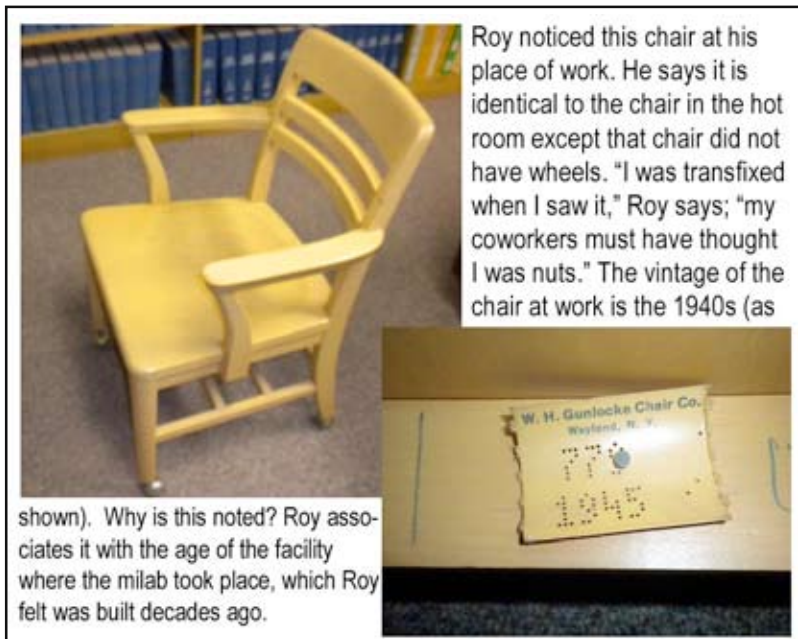 Roy noticed this chair at his
place of work. He says it is
identical to the chair in the hot
room except that chair did not
have wheels. “I was transfixed
when I saw it,” Roy says; “my
coworkers must have thought
I was nuts.” The vintage of the
chair at work is the 1940s (as
W. H. Gunlocke Chair Co.
Wayland, N. Y.
1945
shown). Why is this noted? Roy asso-
ciates it with the age of the facility
where the milab took place, which Roy
felt was built decades ago.